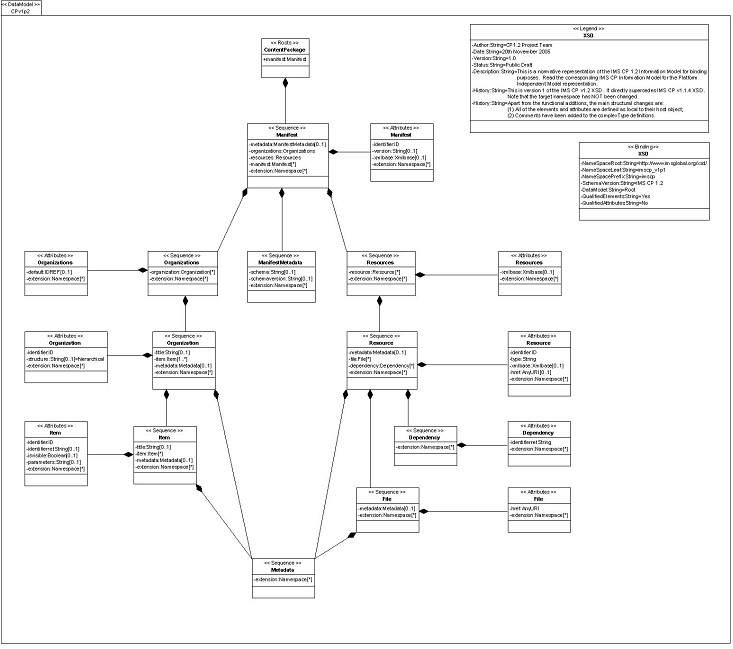 << DataModel >>
CPv1p2
<< Roots >>
ContentPackage
+manifest:Manifest
<< Legend >>
XSD
-Author:String=CP1.2 Project Team
-Date:String=20th November 2005
-Version:String=1.0
-Status:String=Public Draft
-Description:String=This is a normative representation of the IMS CP 1.2 Information Model for binding
purposes. Read the corresponding IMS CP Information Model for the Platform
Independent Model representation.
-History:String=This is version 1 of the IMS CP v1.2 XSD. It directly supercedes IMS CP v1.1.4 XSD.
Note that the target namespace has NOT been changed.
-History:String=Apart from the functional additions, the main structural changes are:
(1) All of the elements and attributes are defined as local to their host object;
(2) Comments have been added to the complexType definitions.
<< Sequence >>
Manifest
-metadata:ManifestMetadata[0..1]
-organizations:Organizations
-resources:Resources
-manifest:Manifest[*]
-extension:Namespace[*]
<< Attributes >>
Manifest
-identifier:ID
-version:String[0..1]
-xmlbase:Xmlbase[0..1]
-extension:Namespace[*]
<< Binding >>
XSD
-NameSpaceRoot:String=http://www.imsglobal.org/xsd/
-NameSpaceLeaf:String=imscp_v1p1
-NameSpacePrefix:String=imscp
-SchemaVersion:String=IMS CP 1.2
-DataModel:String=Root
-QualifiedElements:String=Yes
-QualifiedAttributes:String=No
<< Attributes >>
Organizations
-default:IDREF[0..1]
-extension:Namespace[*]
<< Sequence >>
Organizations
-organization:Organization[*]
-extension:Namespace[*]
<< Sequence >>
ManifestMetadata
-schema:String[0..1]
-schemaversion:String[0..1]
-extension:Namespace[*]
<< Sequence >>
Resources
-resource:Resource[*]
-extension:Namespace[*]
<< Attributes >>
Resources
-xmlbase:Xmlbase[0..1]
-extension:Namespace[*]
<< Attributes >>
Organization
-identifier:ID
-structure:String[0..1]=hierarchical
-extension:Namespace[*]
<< Sequence >>
Organization
-title:String[0..1]
-item:Item[1..*]
-metadata:Metadata[0..1]
-extension:Namespace[*]
<< Sequence >>
Resource
-metadata:Metadata[0..1]
-file:File[*]
-dependency:Dependency[*]
-extension:Namespace[*]
<< Attributes >>
Resource
-identifier:ID
-type:String
-xmlbase:Xmlbase[0..1]
-href:AnyURI[0..1]
-extension:Namespace[*]
<< Attributes >>
Item
-identifier:ID
-identifierref:String[0..1]
-isvisible:Boolean[0..1]
-parameters:String[0..1]
-extension:Namespace[*]
<< Sequence >>
Item
-title:String[0..1]
-item:Item[*]
-metadata:Metadata[0..1]
-extension:Namespace[*]
<< Sequence >>
Dependency
-extension:Namespace[*]
<< Attributes >>
Dependency
-identifierref:String
-extension:Namespace[*]
<< Sequence >>
File
-metadata:Metadata[0..1]
-extension:Namespace[*]
<< Attributes >>
File
-href:AnyURI
-extension:Namespace[*]
<< Sequence >>
Metadata
-extension:Namespace[*]